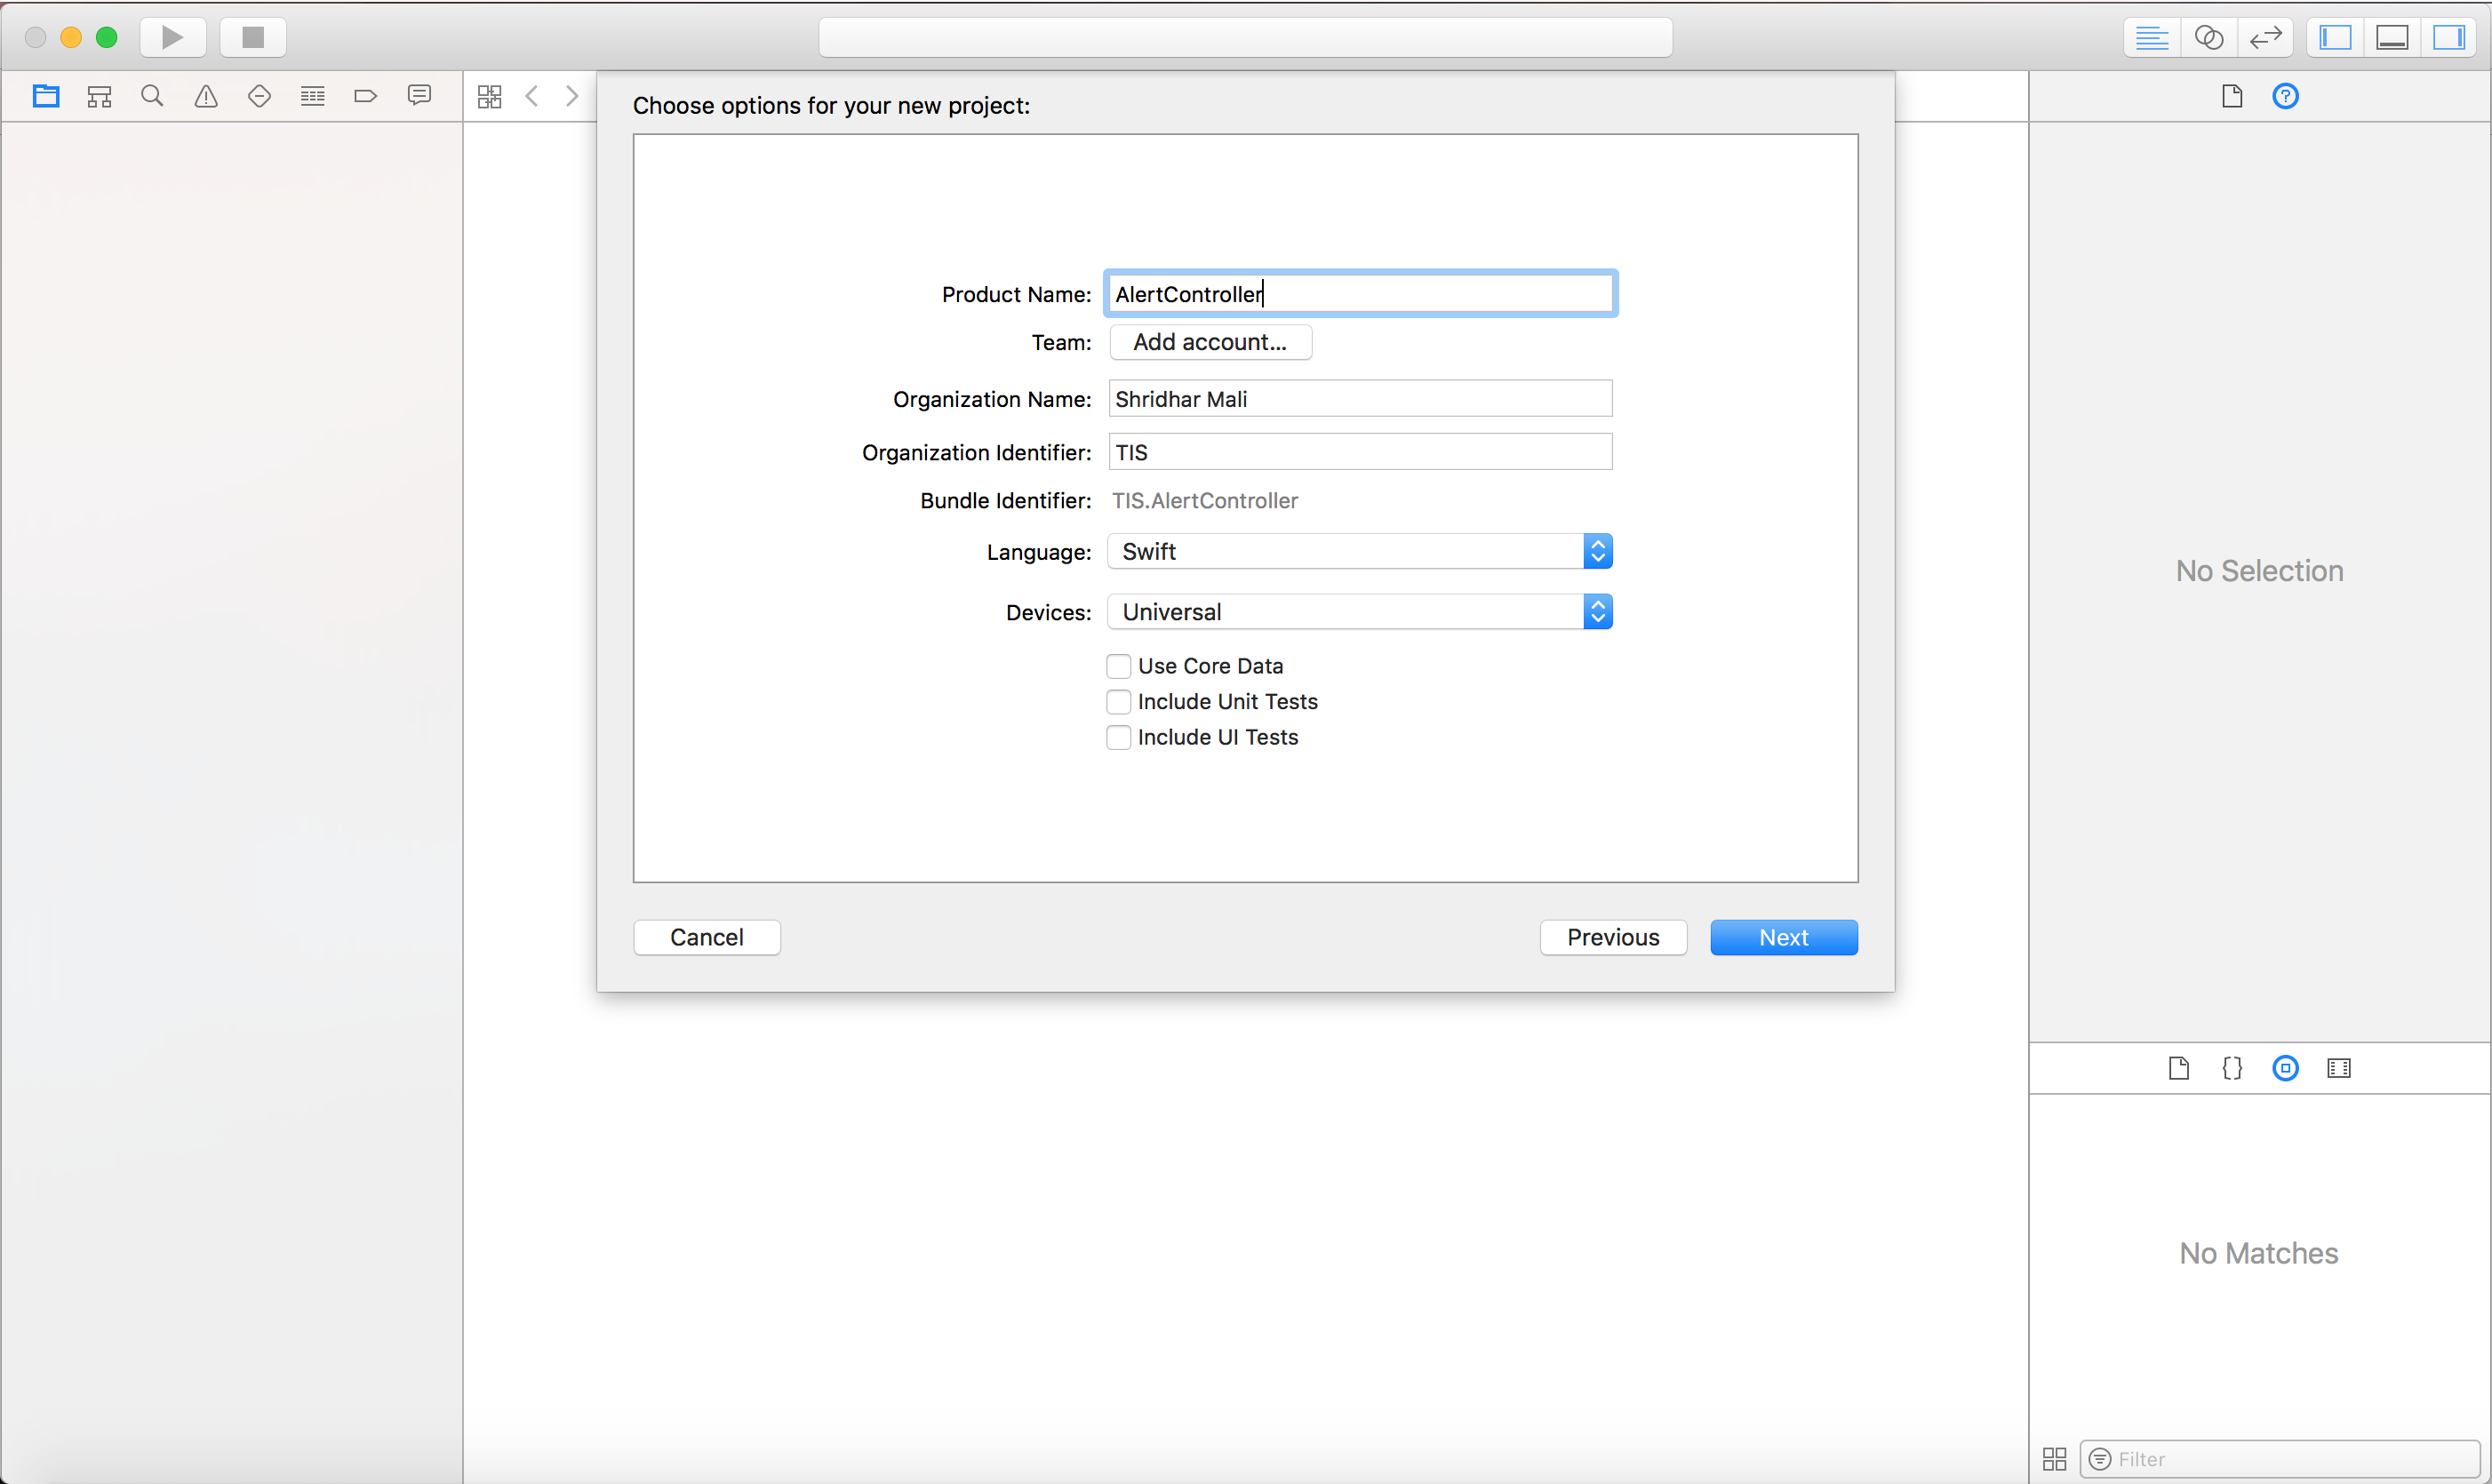 Choose options for your new project:
Product Name: AlertController
Team: Add account...
Organization Name: Shridhar Mali
Organization Identifier: TIS
Bundle Identifier: TIS.AlertController
Language: Swift
Devices: Universal
Use Core Data
Include Unit Tests
Include UI Tests
Cancel Previous Next
No Selection
No Matches
Filter